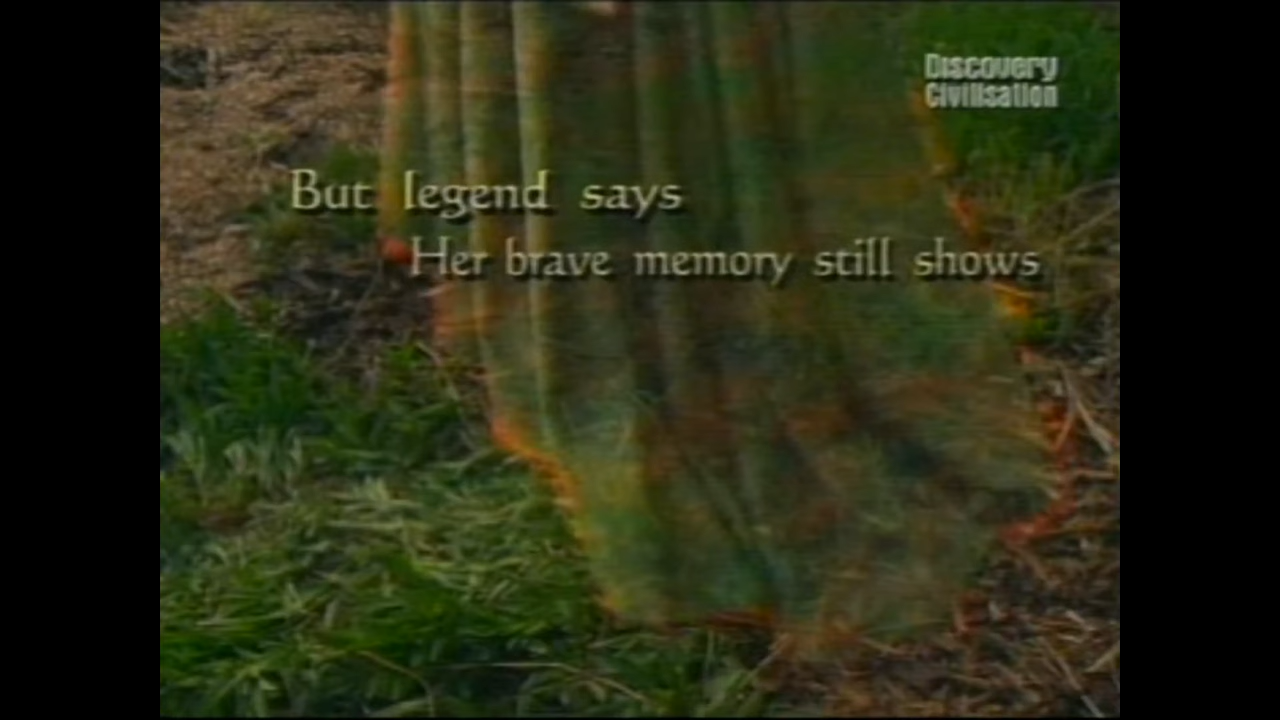 Discovery
Civilisation
But legend says
Her brave memory still shows